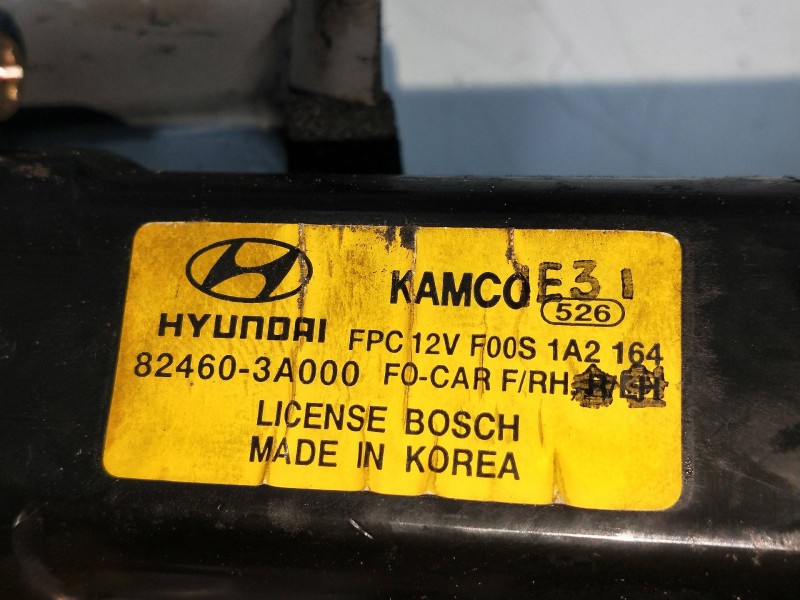 KAMCO E31
526
HYUNDAI FPC 12V F00S 1A2 164
82460-3A000 FO-CAR F/RH, R/LH
LICENSE BOSCH
MADE IN KOREA